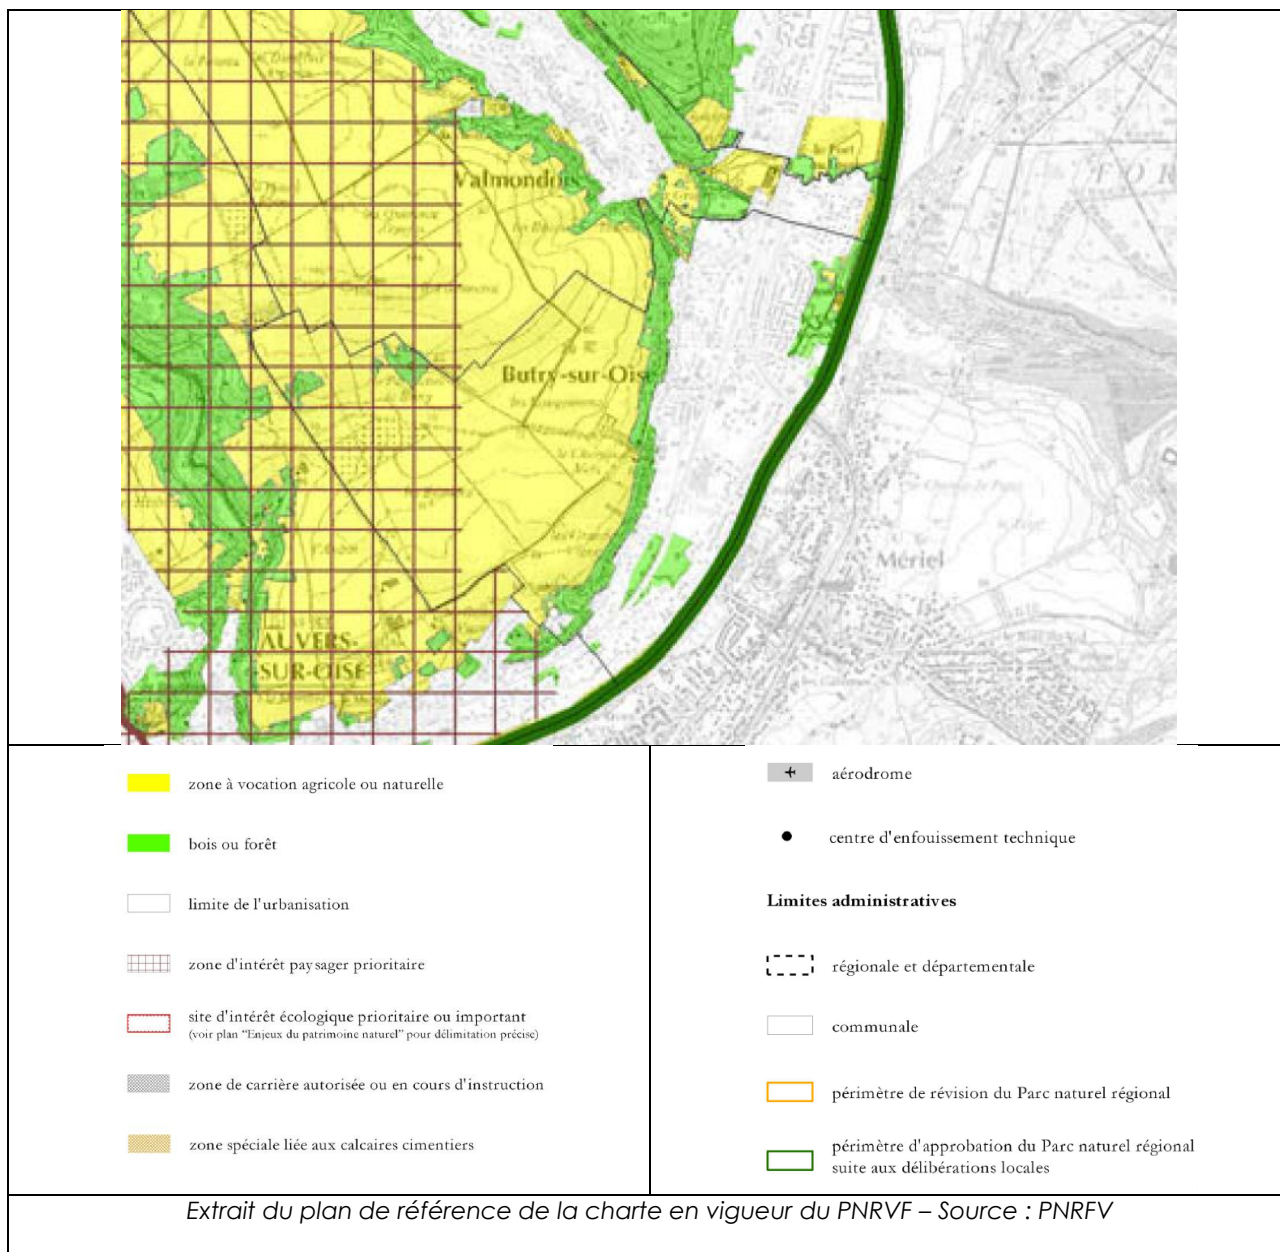 Valmondois
le Port
Butry-sur-Oise
Mériel
AUVERS-
-SUR-OISE
zone à vocation agricole ou naturelle
bois ou forêt
limite de l'urbanisation
zone d'intérêt paysager prioritaire
site d'intérêt écologique prioritaire ou important
(voir plan "Enjeux du patrimoine naturel" pour délimitation précise)
zone de carrière autorisée ou en cours d'instruction
zone spéciale liée aux calcaires cimentiers
aérodrome
centre d'enfouissement technique
Limites administratives
régionale et départementale
communale
périmètre de révision du Parc naturel régional
périmètre d'approbation du Parc naturel régional
suite aux délibérations locales
Extrait du plan de référence de la charte en vigueur du PNRVF – Source : PNRFV